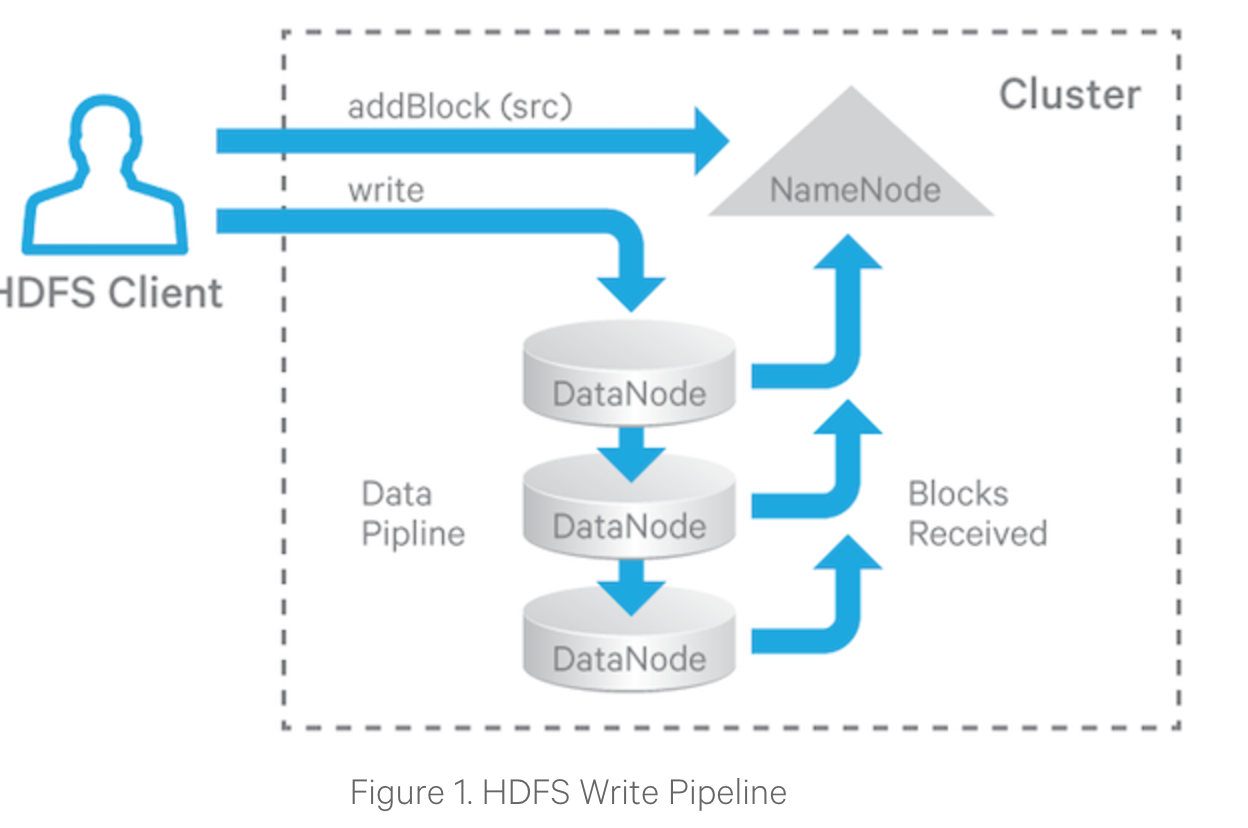 Cluster
addBlock (src)
write
NameNode
HDFS Client
DataNode
Data
Pipline
DataNode
Blocks
Received
DataNode
Figure 1. HDFS Write Pipeline